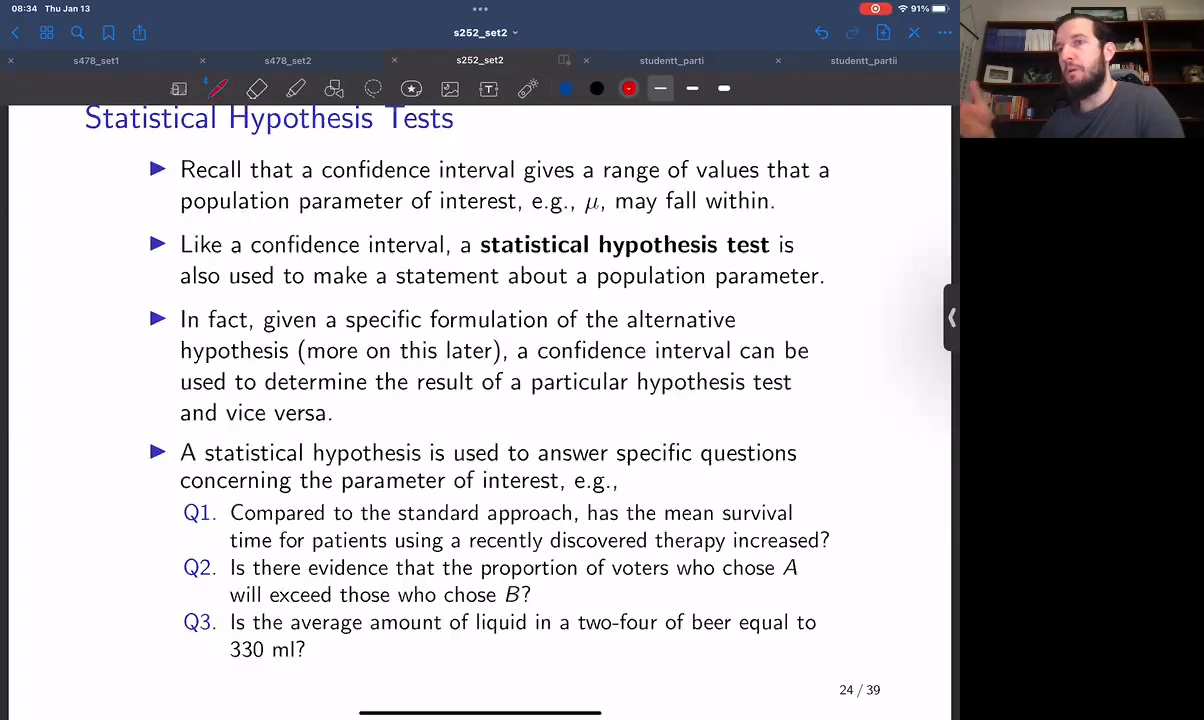 08:34 Thu Jan 13
91%
s252_set2
s478_set1
s478_set2
s252_set2
studentt_parti
studentt_partii
Statistical Hypothesis Tests
Recall that a confidence interval gives a range of values that a
population parameter of interest, e.g., μ, may fall within.
Like a confidence interval, a statistical hypothesis test is
also used to make a statement about a population parameter.
In fact, given a specific formulation of the alternative
hypothesis (more on this later), a confidence interval can be
used to determine the result of a particular hypothesis test
and vice versa.
A statistical hypothesis is used to answer specific questions
concerning the parameter of interest, e.g.,
Q1. Compared to the standard approach, has the mean survival
time for patients using a recently discovered therapy increased?
Q2. Is there evidence that the proportion of voters who chose A
will exceed those who chose B?
Q3. Is the average amount of liquid in a two-four of beer equal to
330 ml?
24 / 39